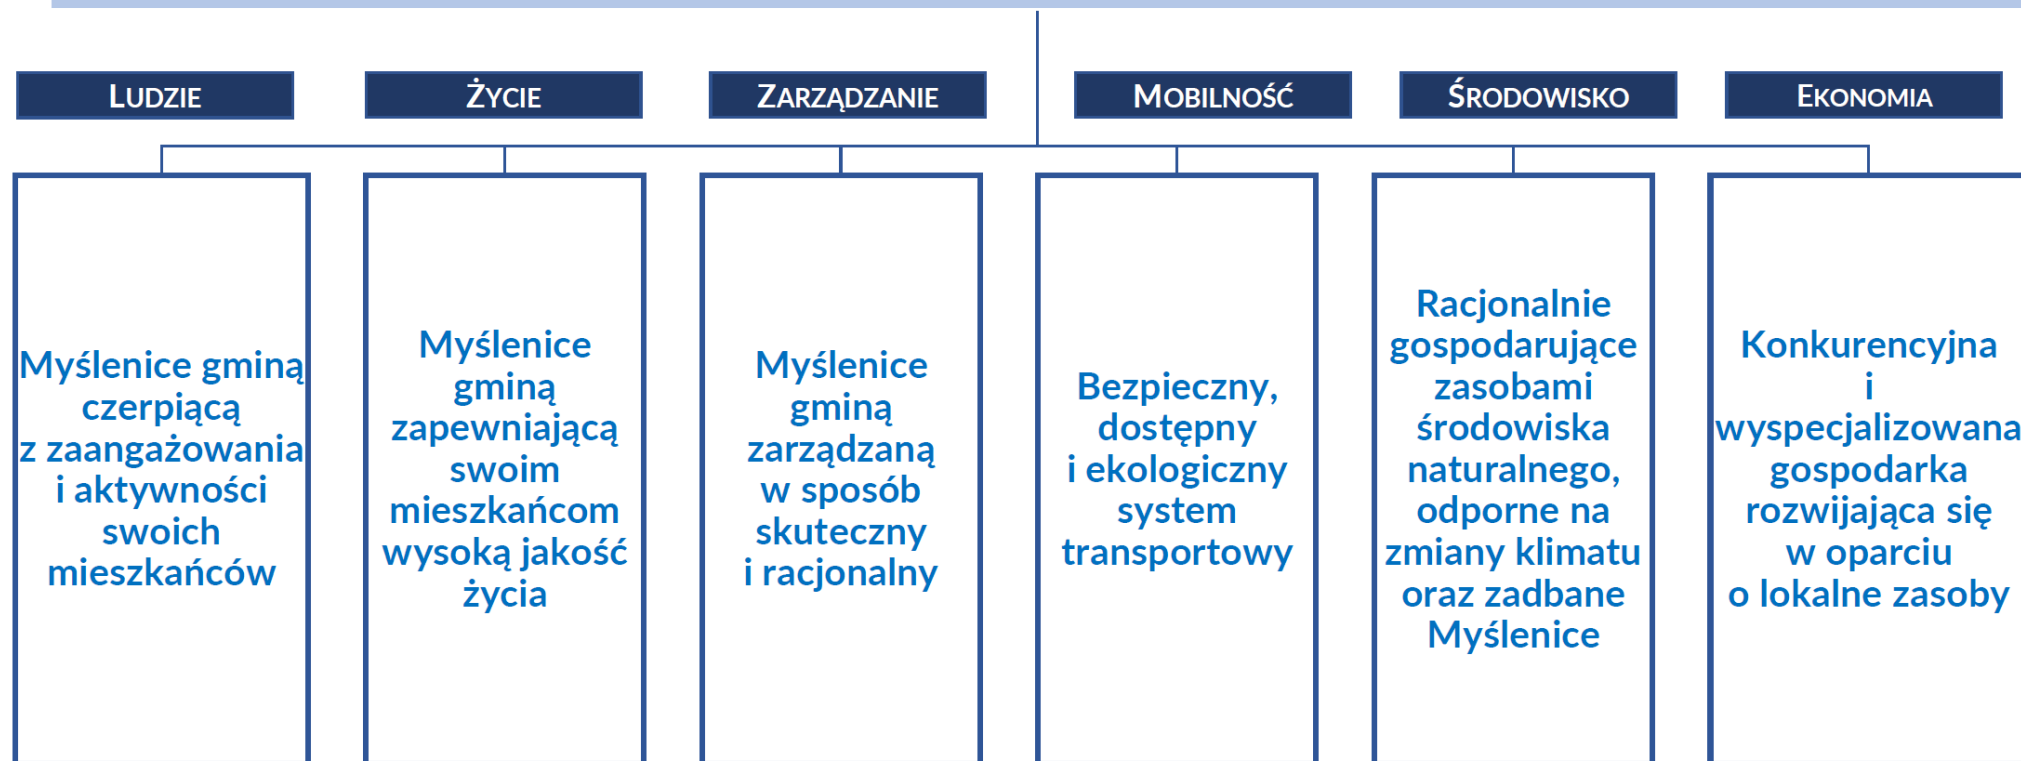 LUDZIE
ŻYCIE
ZARZĄDZANIE
MOBILNOŚĆ
ŚRODOWISKO
EKONOMIA
Myślenice gminą
czerpiącą
z zaangażowania
i aktywności
swoich
mieszkańców
Myślenice
gminą
zapewniającą
swoim
mieszkańcom
wysoką jakość
życia
Myślenice
gminą
zarządzaną
w sposób
skuteczny
i racjonalny
Bezpieczny,
dostępny
i ekologiczny
system
transportowy
Racjonalnie
gospodarujące
zasobami
środowiska
naturalnego,
odporne na
zmiany klimatu
oraz zadbane
Myślenice
Konkurencyjna
i
wyspecjalizowana
gospodarka
rozwijająca się
w oparciu
o lokalne zasoby